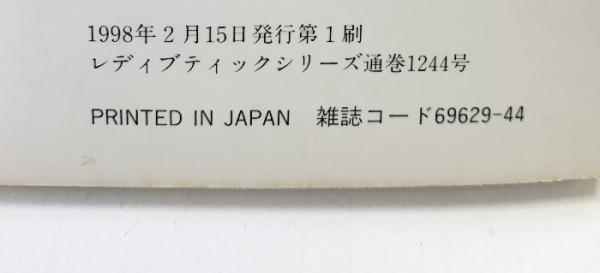 1998年2月15日発行第1刷
レディブティックシリーズ通巻1244号
PRINTED IN JAPAN 雑誌コード69629-44